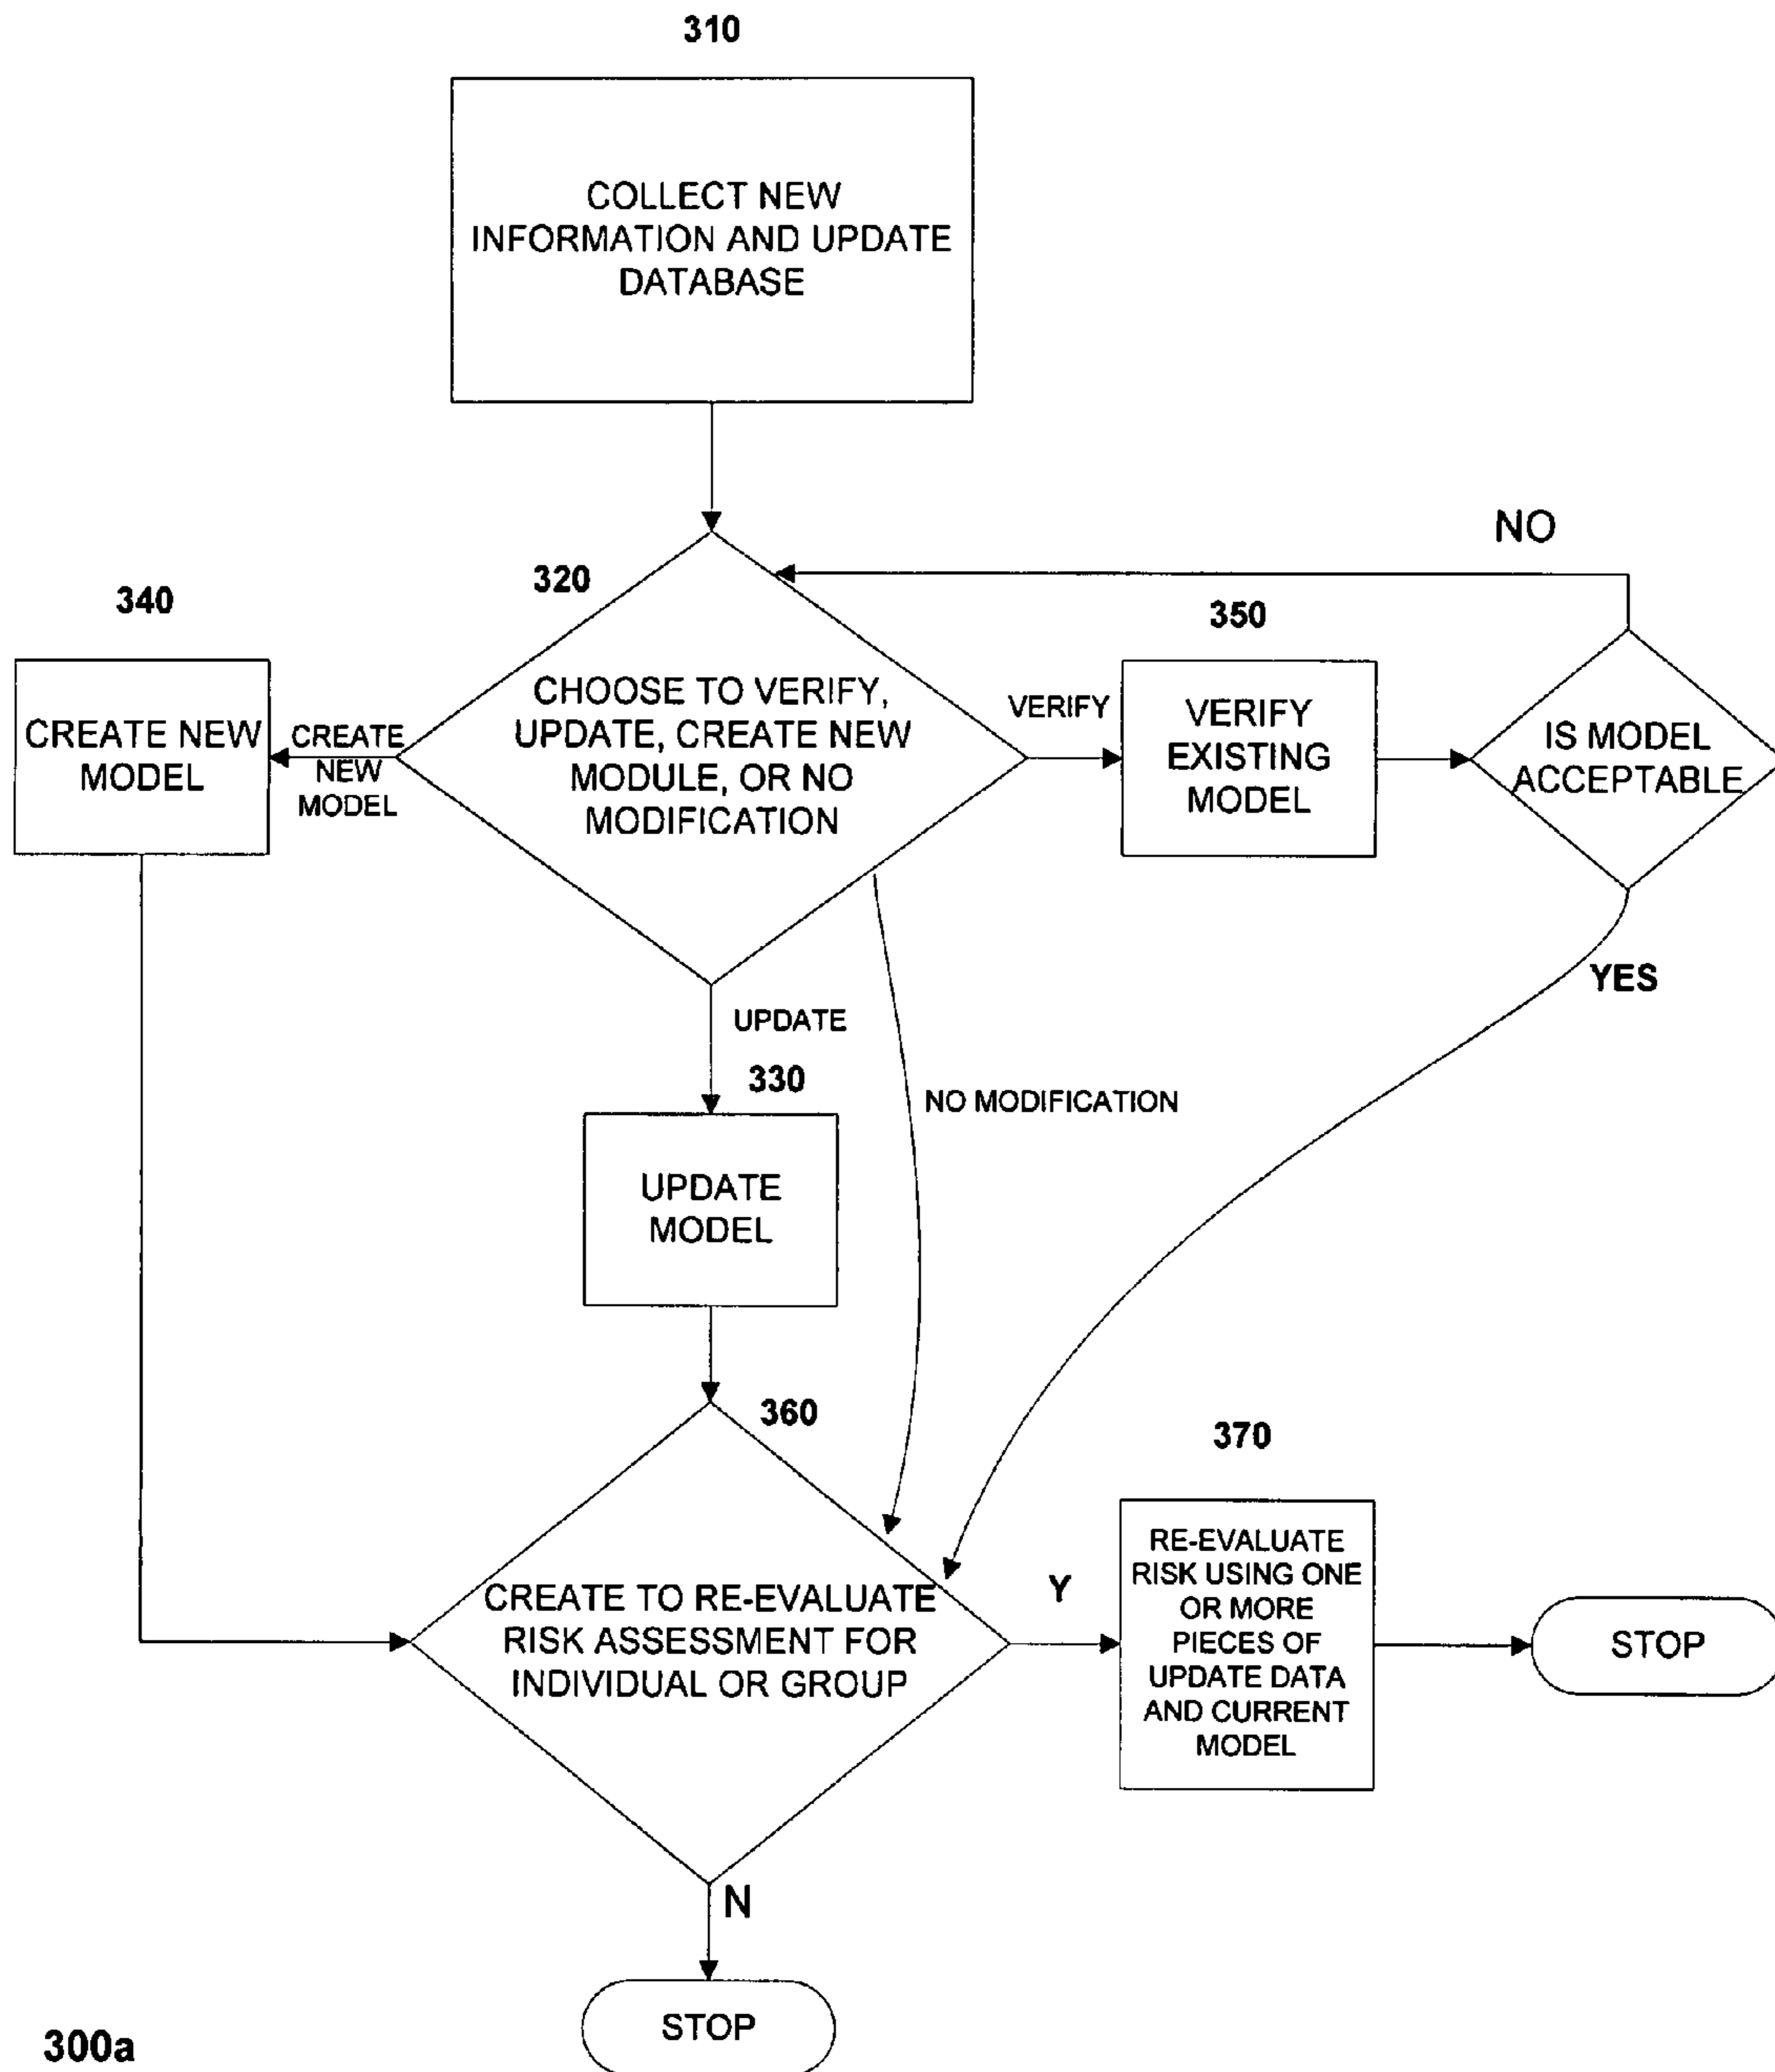 310
COLLECT NEW
INFORMATION AND UPDATE
DATABASE
NO
320
340
350
CHOOSE TO VERIFY,
UPDATE, CREATE NEW
MODULE, OR NO
MODIFICATION
CREATE NEW
MODEL
CREATE
NEW
MODEL
VERIFY
VERIFY
EXISTING
MODEL
IS MODEL
ACCEPTABLE
YES
UPDATE
330
NO MODIFICATION
UPDATE
MODEL
360
370
CREATE TO RE-EVALUATE
RISK ASSESSMENT FOR
INDIVIDUAL OR GROUP
Y
RE-EVALUATE
RISK USING ONE
OR MORE
PIECES OF
UPDATE DATA
AND CURRENT
MODEL
STOP
N
STOP
300a